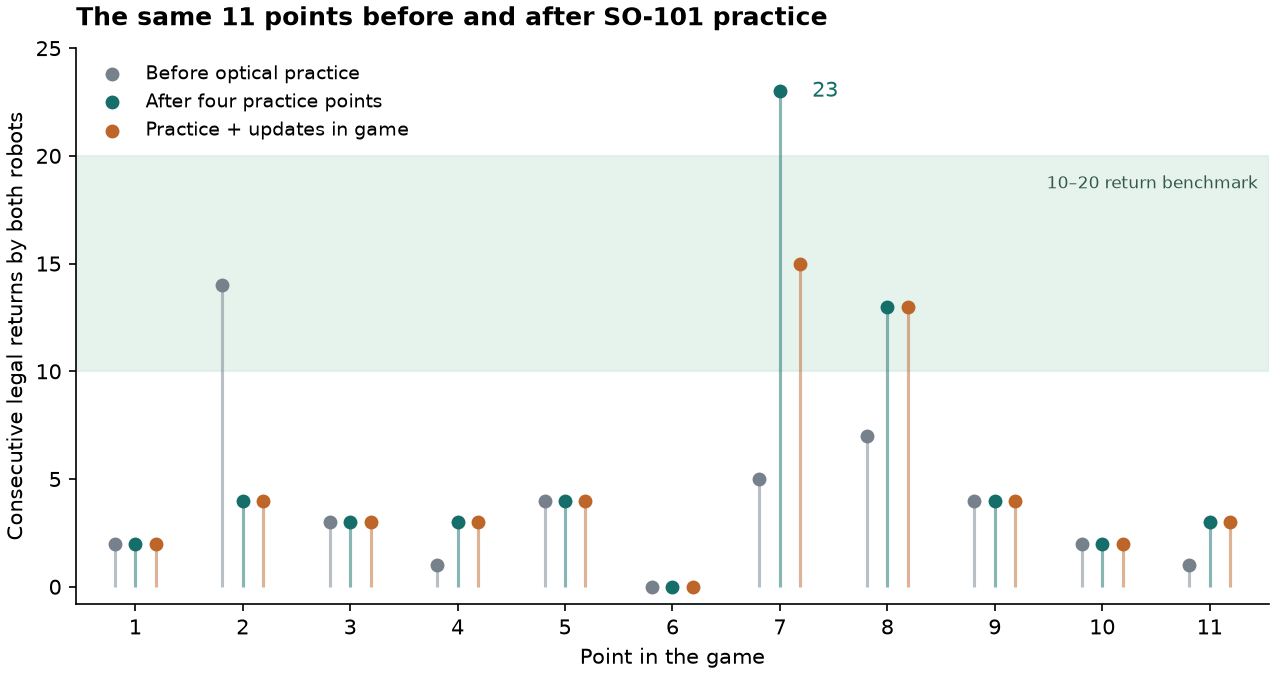 The same 11 points before and after SO-101 practice
Consecutive legal returns by both robots
25
20
15
10
5
0
Before optical practice
After four practice points
Practice + updates in game
23
10–20 return benchmark
1 2 3 4 5 6 7 8 9 10 11
Point in the game